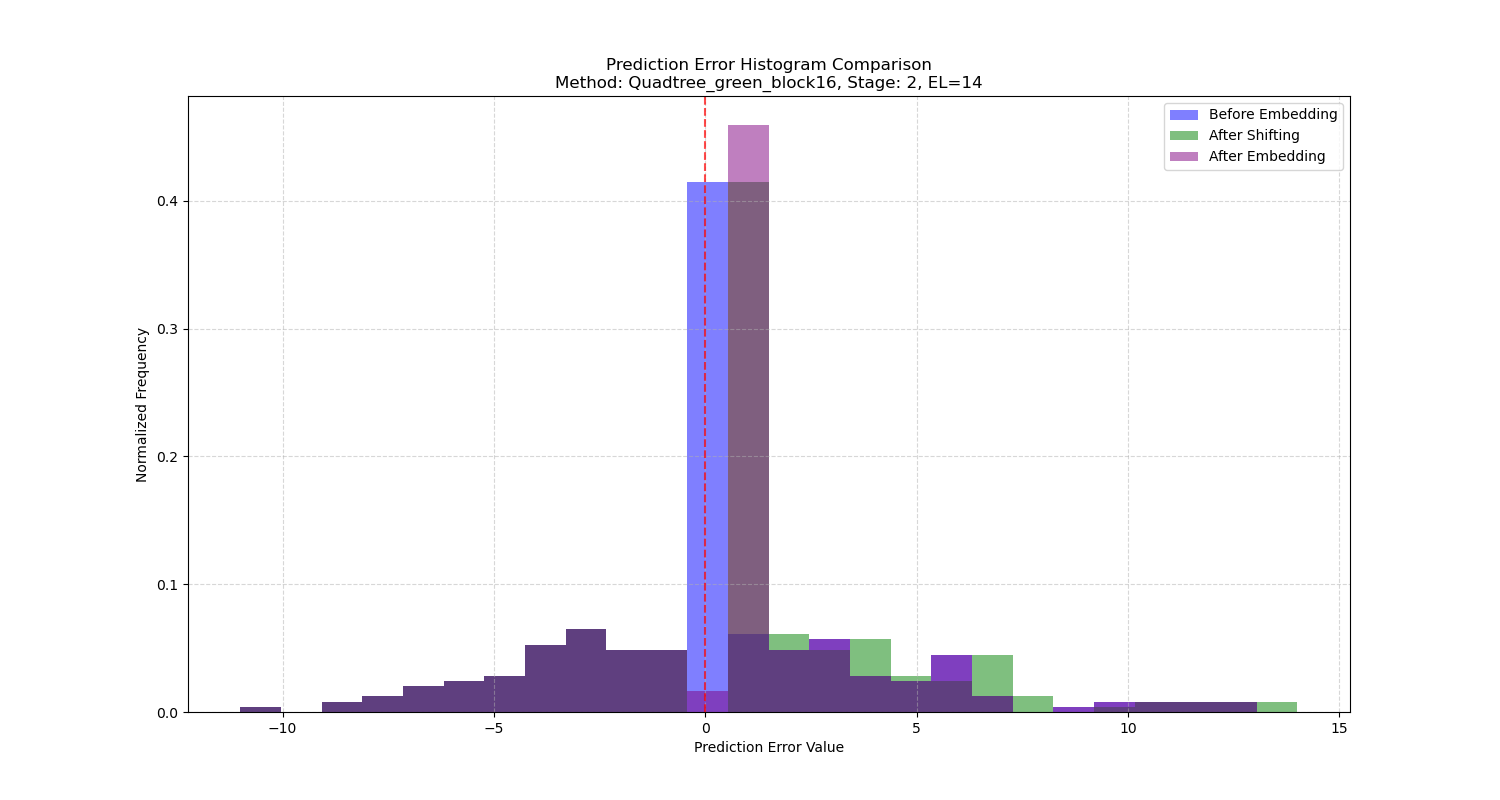 Prediction Error Histogram Comparison
Method: Quadtree_green_block16, Stage: 2, EL=14
Before Embedding
After Shifting
After Embedding
Normalized Frequency
0.4
0.3
0.2
0.1
0.0
−10
−5
0
5
10
15
Prediction Error Value